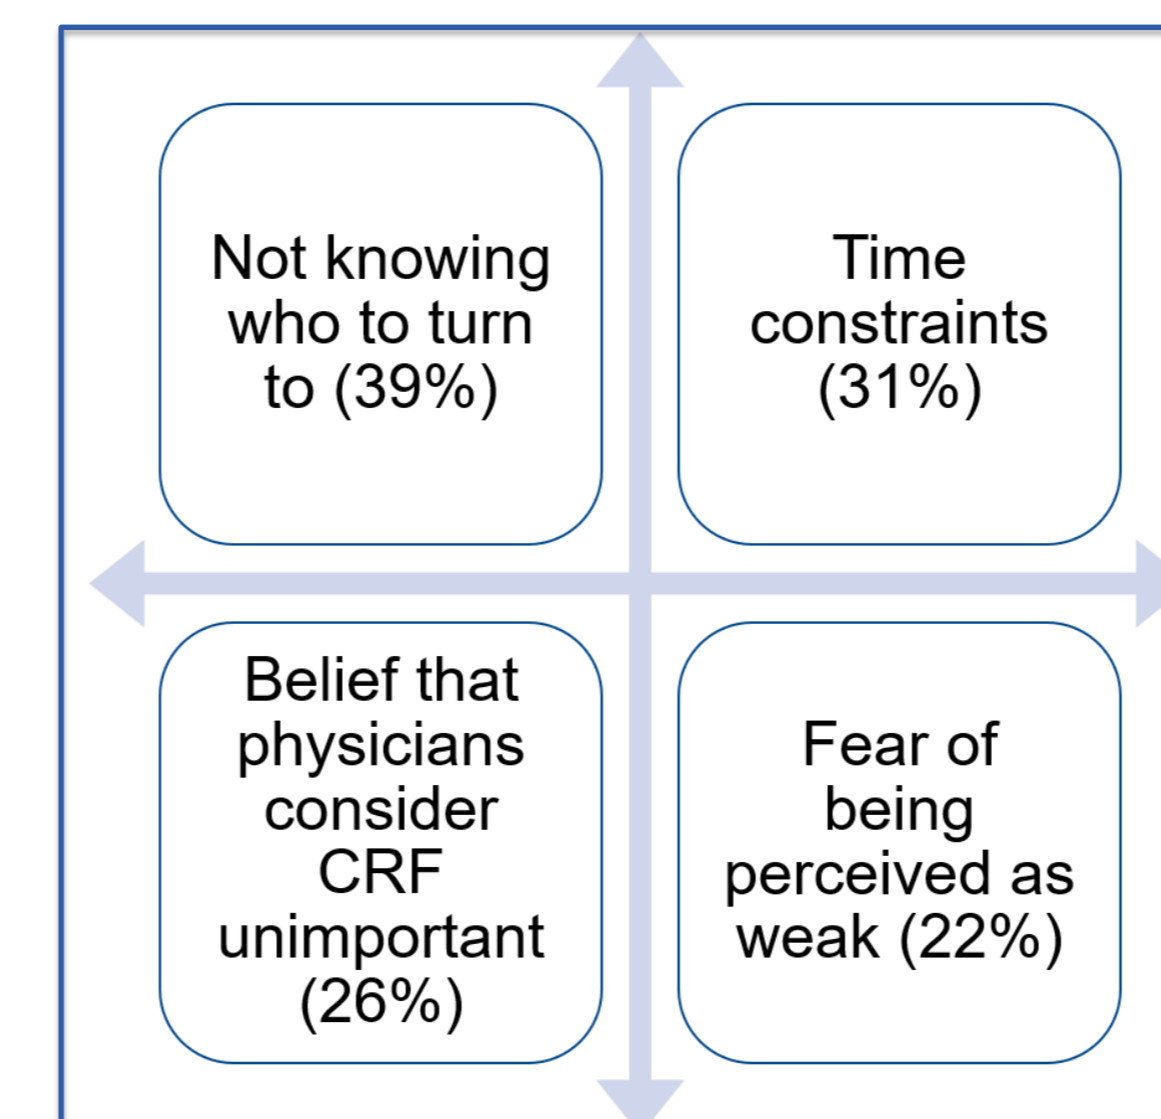 Not knowing
who to turn
to (39%)
Time
constraints
(31%)
Belief that
physicians
consider
CRF
unimportant
(26%)
Fear of
being
perceived as
weak (22%)